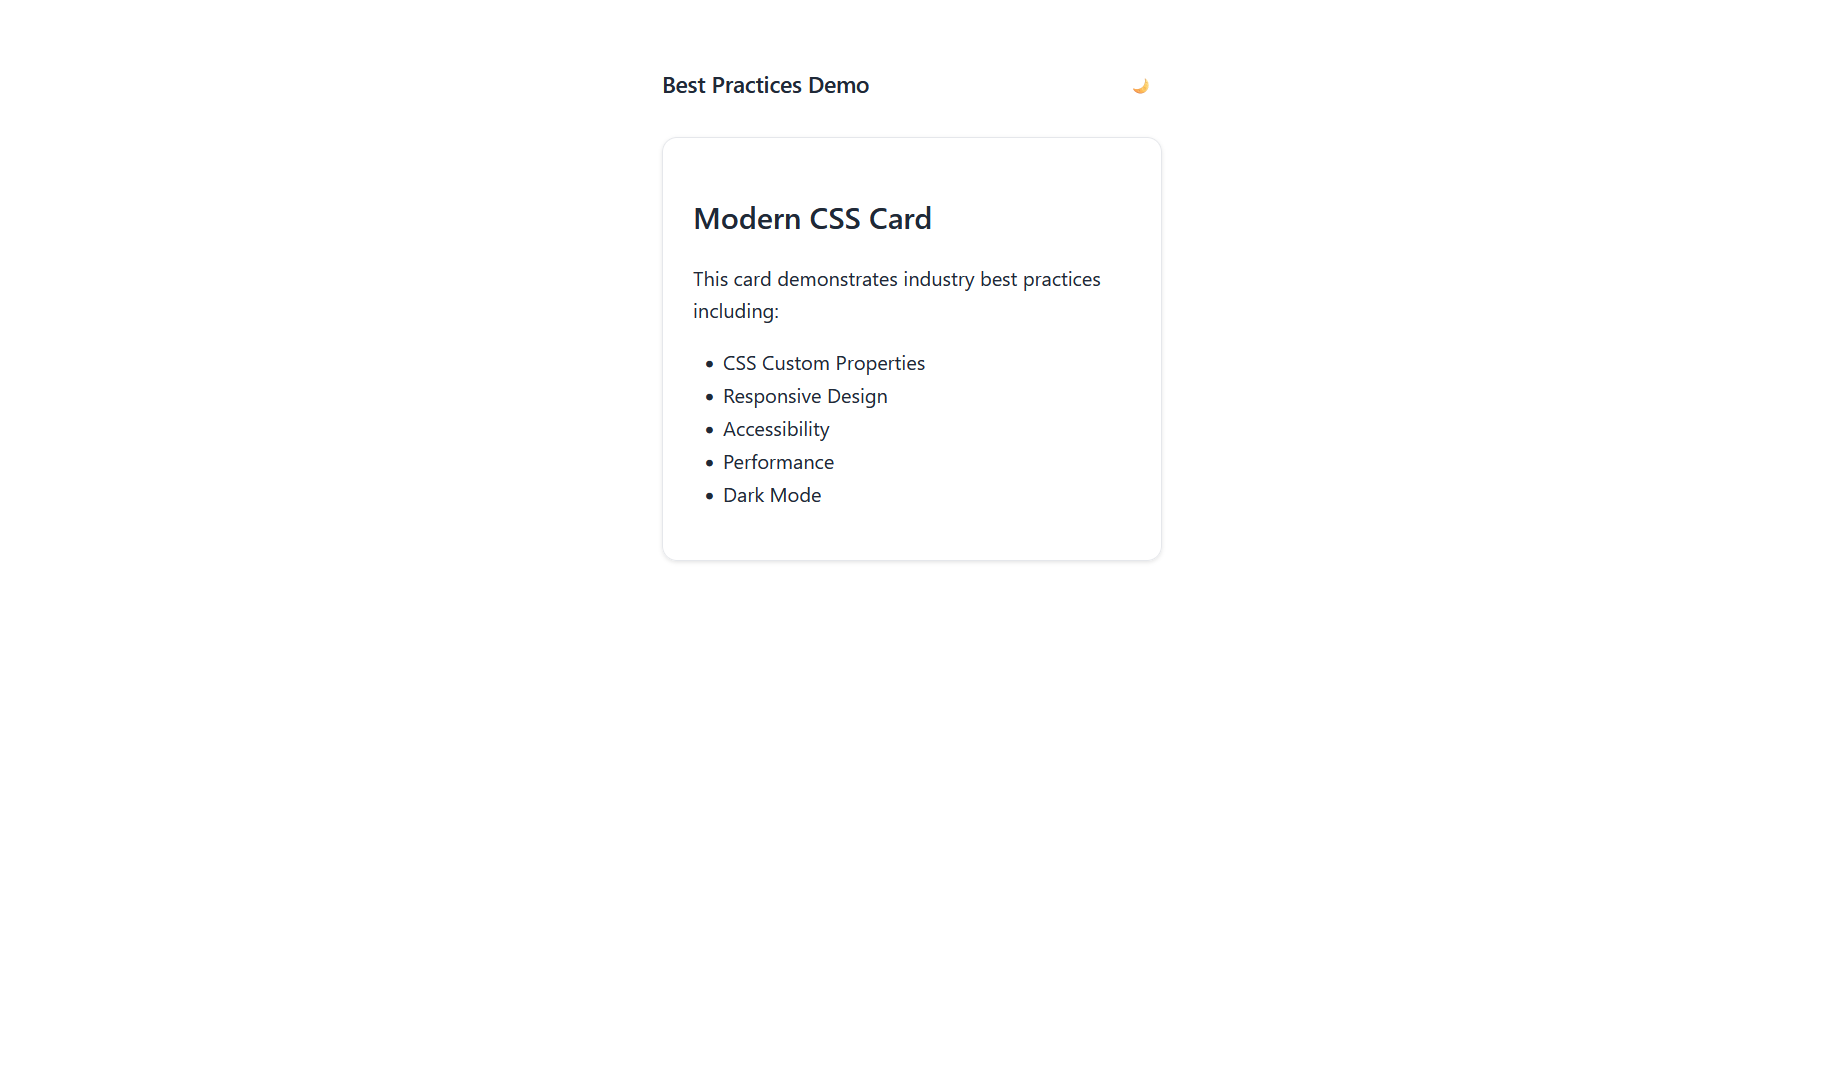 Best Practices Demo
Modern CSS Card
This card demonstrates industry best practices
including:
• CSS Custom Properties
• Responsive Design
• Accessibility
• Performance
• Dark Mode